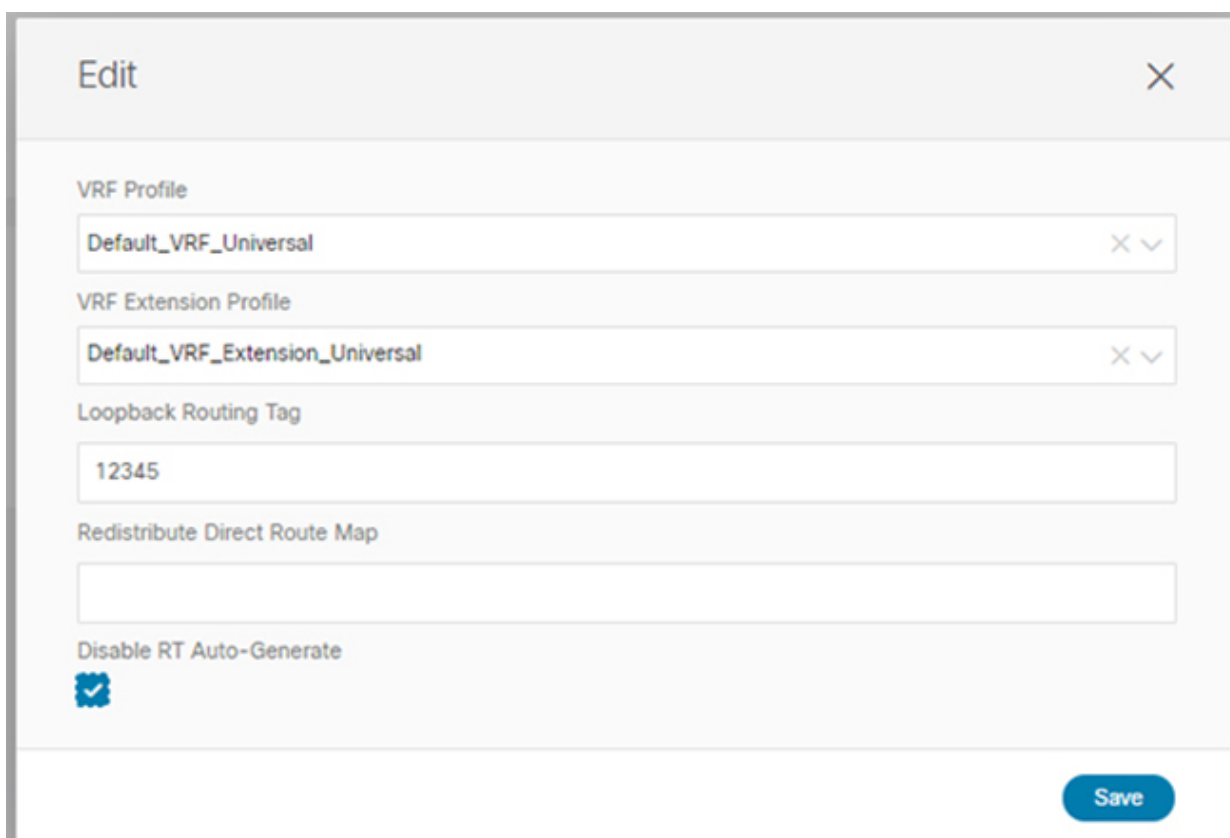 Edit
VRF Profile
Default_VRF_Universal
VRF Extension Profile
Default_VRF_Extension_Universal
Loopback Routing Tag
12345
Redistribute Direct Route Map
Disable RT Auto-Generate
Save